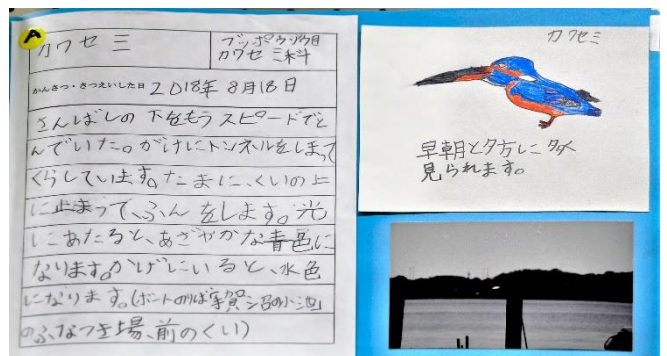 A
カワセミ
ブッポウソウ目
カワセミ科
かんさつ・さつえいした日 2018年8月18日
さんばしの下をもうスピードでと
んでいた。がけにトンネルをしまって
くらしています。たまに、くいの上
に止まって、ふんをします。光
にあたると、あざやかな青色に
なります。かげにいると、水色
になります。(ボートのりば宇賀沼の小池
のふなつき場、前のくい)
カワセミ
早朝と夕方に多く
見られます。